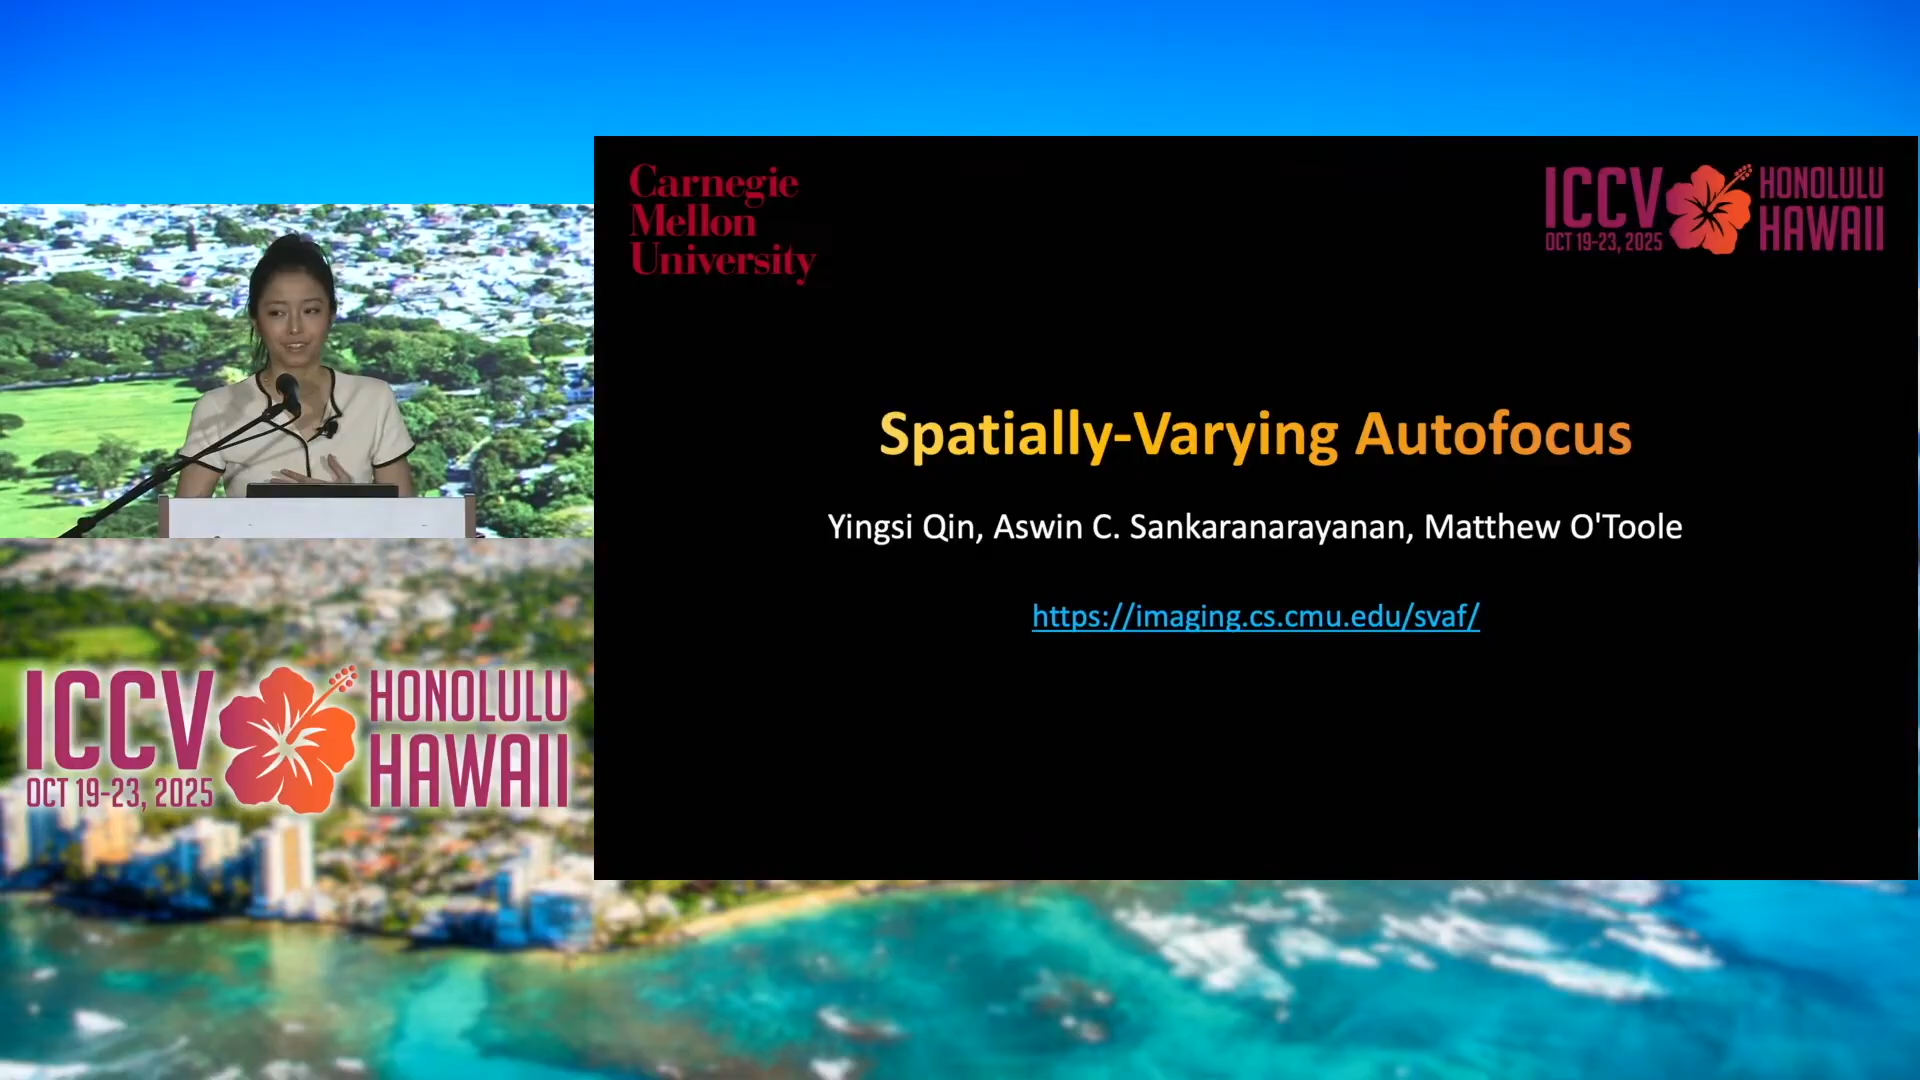 Carnegie
Mellon
University
ICCV
OCT 19-23, 2025
HONOLULU
HAWAII
Spatially-Varying Autofocus
Yingsi Qin, Aswin C. Sankaranarayanan, Matthew O'Toole
https://imaging.cs.cmu.edu/svaf/
ICCV
OCT 19-23, 2025
HONOLULU
HAWAII